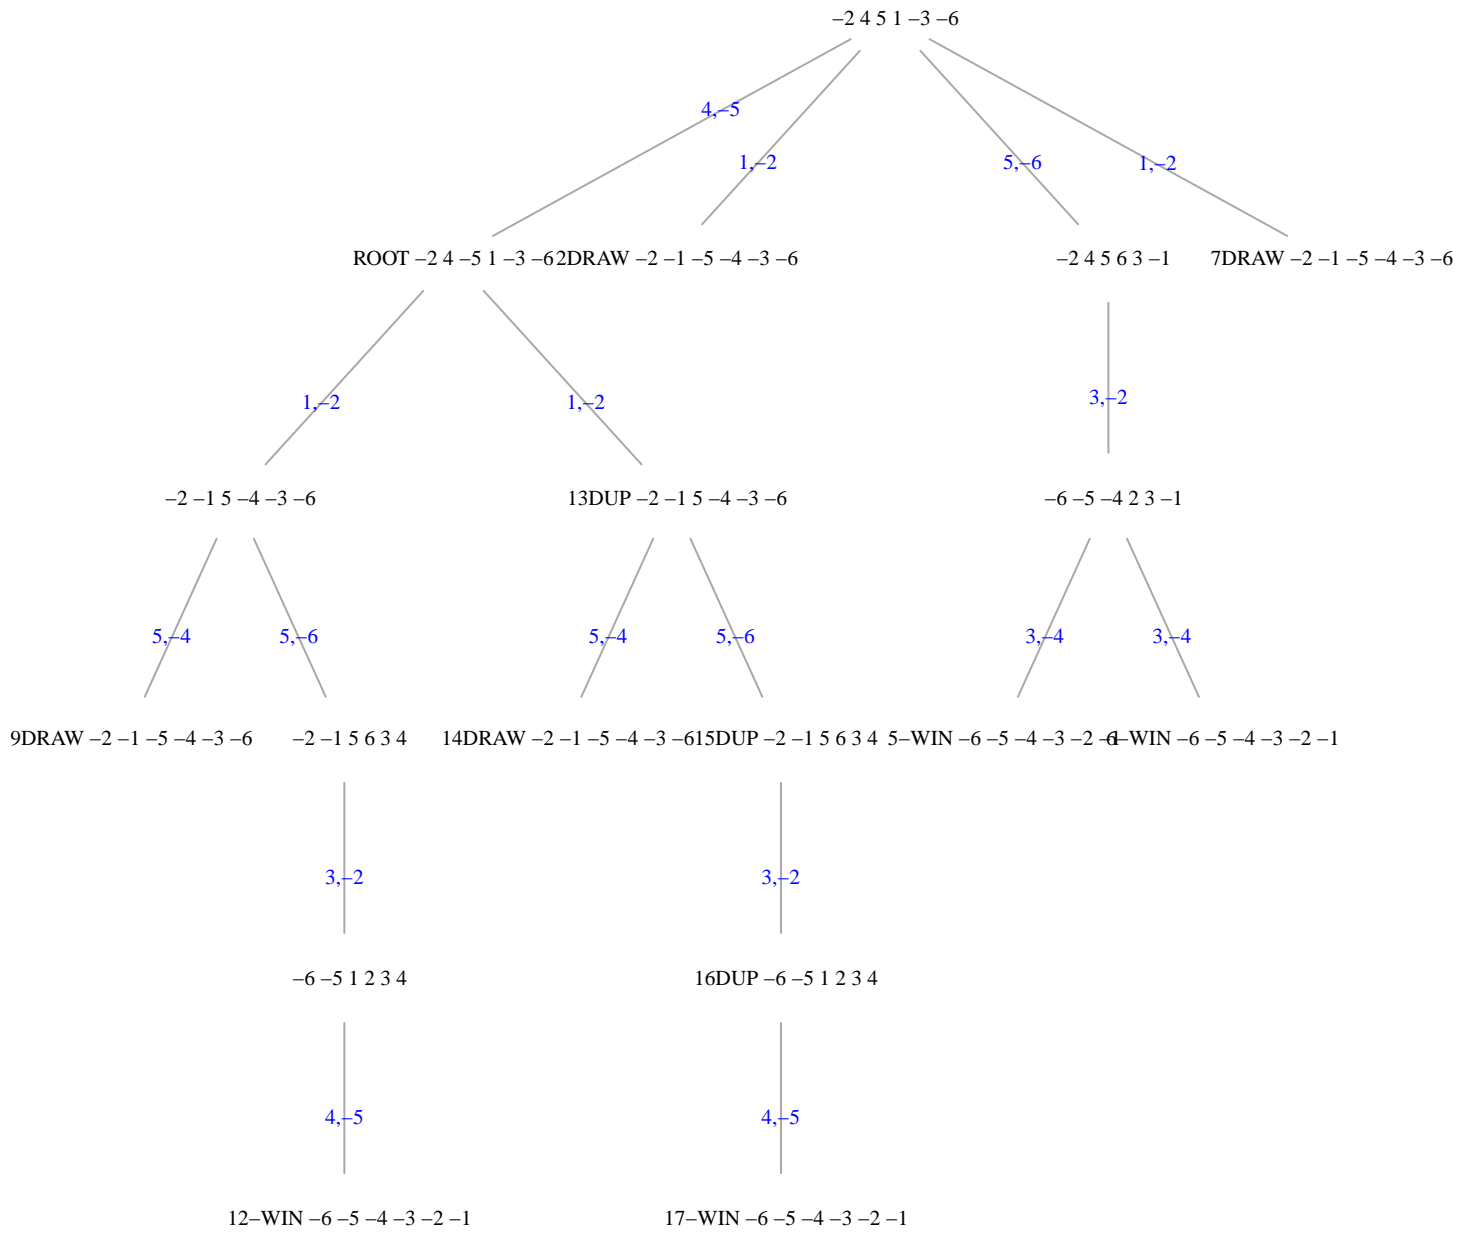 –2 4 5 1 –3 –6
4,–5
1,–2
5,–6
1,–2
ROOT –2 4 –5 1 –3 –6
2DRAW –2 –1 –5 –4 –3 –6
–2 4 5 6 3 –1
7DRAW –2 –1 –5 –4 –3 –6
1,–2
1,–2
3,–2
–2 –1 5 –4 –3 –6
13DUP –2 –1 5 –4 –3 –6
–6 –5 –4 2 3 –1
5,–4
5,–6
5,–4
5,–6
3,–4
3,–4
9DRAW –2 –1 –5 –4 –3 –6
–2 –1 5 6 3 4
14DRAW –2 –1 –5 –4 –3 –6
15DUP –2 –1 5 6 3 4
5–WIN –6 –5 –4 –3 –2 –1
6–WIN –6 –5 –4 –3 –2 –1
3,–2
3,–2
–6 –5 1 2 3 4
16DUP –6 –5 1 2 3 4
4,–5
4,–5
12–WIN –6 –5 –4 –3 –2 –1
17–WIN –6 –5 –4 –3 –2 –1